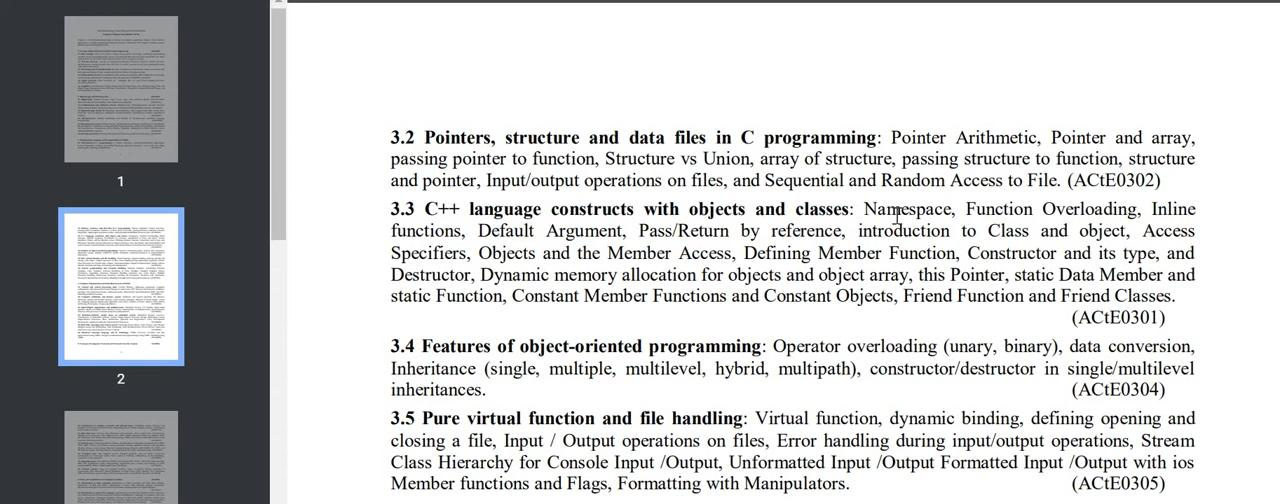 3.2 Pointers, structure and data files in C programming: Pointer Arithmetic, Pointer and array,
passing pointer to function, Structure vs Union, array of structure, passing structure to function, structure
and pointer, Input/output operations on files, and Sequential and Random Access to File. (ACtE0302)
3.3 C++ language constructs with objects and classes: Namespace, Function Overloading, Inline
functions, Default Argument, Pass/Return by reference, introduction to Class and object, Access
Specifiers, Objects and the Member Access, Defining Member Function, Constructor and its type, and
Destructor, Dynamic memory allocation for objects and object array, this Pointer, static Data Member and
static Function, Constant Member Functions and Constant Objects, Friend Function and Friend Classes.
(ACtE0301)
3.4 Features of object-oriented programming: Operator overloading (unary, binary), data conversion,
Inheritance (single, multiple, multilevel, hybrid, multipath), constructor/destructor in single/multilevel
inheritances. (ACtE0304)
3.5 Pure virtual function and file handling: Virtual function, dynamic binding, defining opening and
closing a file, Input / Output operations on files, Error handling during input/output operations, Stream
Class Hierarchy for Console Input /Output, Unformatted Input /Output Formatted Input /Output with ios
Member functions and Flags, Formatting with Manipulators. (ACtE0305)
1
2